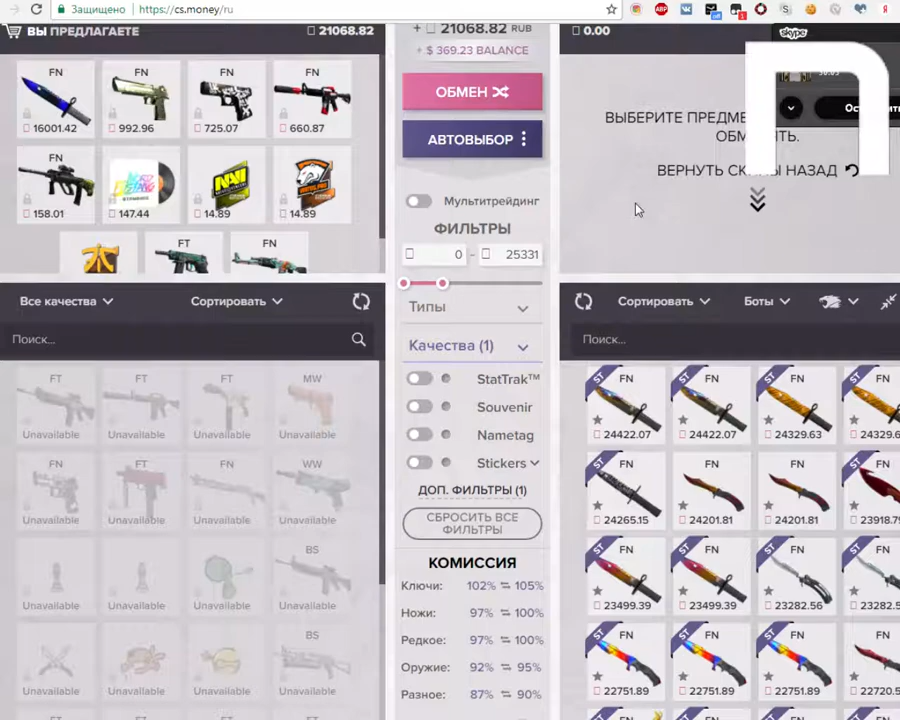 Защищено https://cs.money/ru
ВЫ ПРЕДЛАГАЕТЕ 21068.82
FN FN FN FN
16001.42 992.96 725.07 660.87
FN
158.01 147.44 14.89 14.89
FT FN
Все качества Сортировать
Поиск...
FT FT FT MW
Unavailable Unavailable Unavailable Unavailable
FN FT FN WW
Unavailable Unavailable Unavailable Unavailable
BS
Unavailable Unavailable Unavailable Unavailable
BS
Unavailable Unavailable Unavailable Unavailable
FT FT FT
+ 21068.82 RUB
+ $ 369.23 BALANCE
ОБМЕН
АВТОВЫБОР
Мультитрейдинг
ФИЛЬТРЫ
0 - 25331
Типы
Качества (1)
StatTrak™
Souvenir
Nametag
Stickers
ДОП. ФИЛЬТРЫ (1)
СБРОСИТЬ ВСЕ
ФИЛЬТРЫ
КОМИССИЯ
Ключи: 102% 105%
Ножи: 97% 100%
Редкое: 97% 100%
Оружие: 92% 95%
Разное: 87% 90%
0.00
skype
ВЫБЕРИТЕ
ВЕРНУТЬ НАЗАД
Сортировать Боты
Поиск...
ST FN ST FN ST FN ST FN
24422.07 24422.07 24329.63
ST FN FN FN FN
24265.15 24201.81 24201.81
ST FN ST FN FN FN
23499.39 23499.39 23282.56
ST FN ST FN ST FN FN
22751.89 22751.89 22751.89
FN FN FN